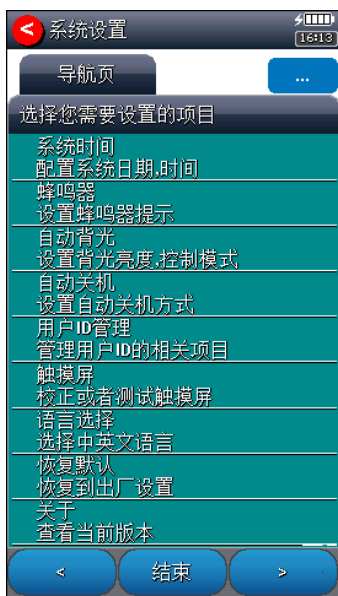 < 系统设置
16:13
导航页
...
选择您需要设置的项目
系统时间
配置系统日期,时间
蜂鸣器
设置蜂鸣器提示
自动背光
设置背光亮度,控制模式
自动关机
设置自动关机方式
用户ID管理
管理用户ID的相关项目
触摸屏
校正或者测试触摸屏
语言选择
选择中英文语言
恢复默认
恢复到出厂设置
关于
查看当前版本
< 结束 >